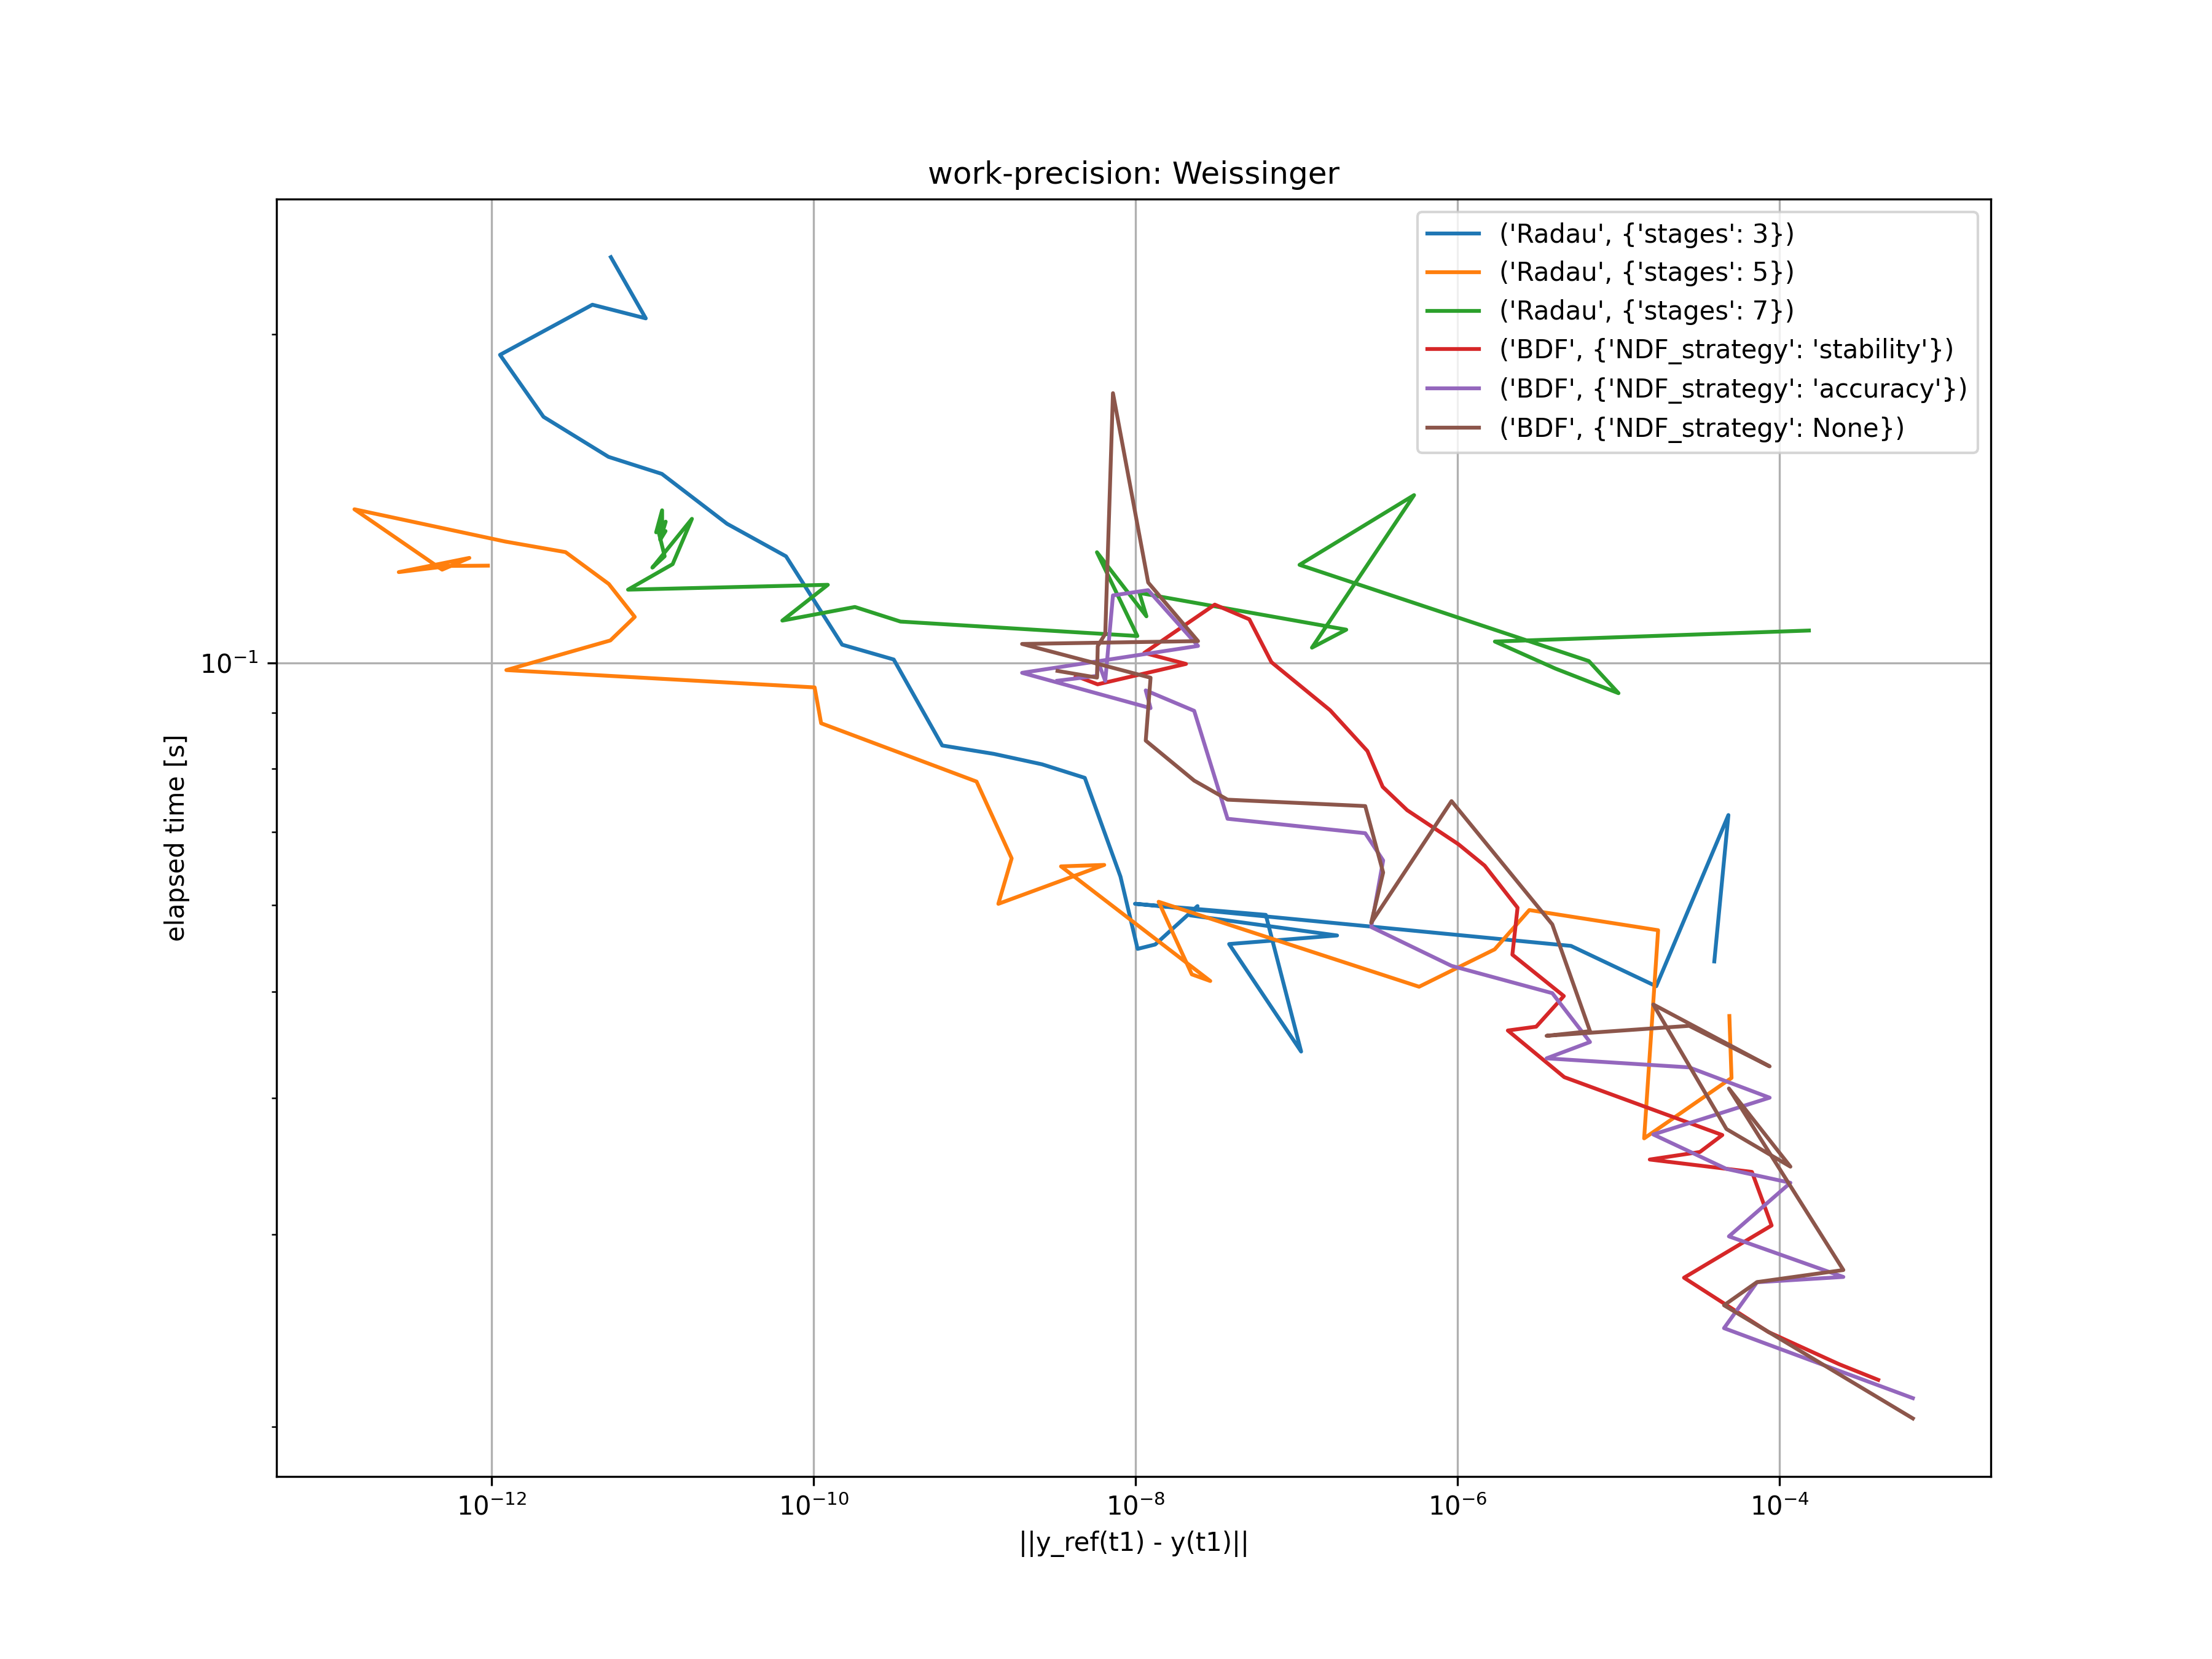 work-precision: Weissinger
('Radau', {'stages': 3})
('Radau', {'stages': 5})
('Radau', {'stages': 7})
('BDF', {'NDF_strategy': 'stability'})
('BDF', {'NDF_strategy': 'accuracy'})
('BDF', {'NDF_strategy': None})
10⁻¹
elapsed time [s]
10⁻¹² 10⁻¹⁰ 10⁻⁸ 10⁻⁶ 10⁻⁴
||y_ref(t1) - y(t1)||